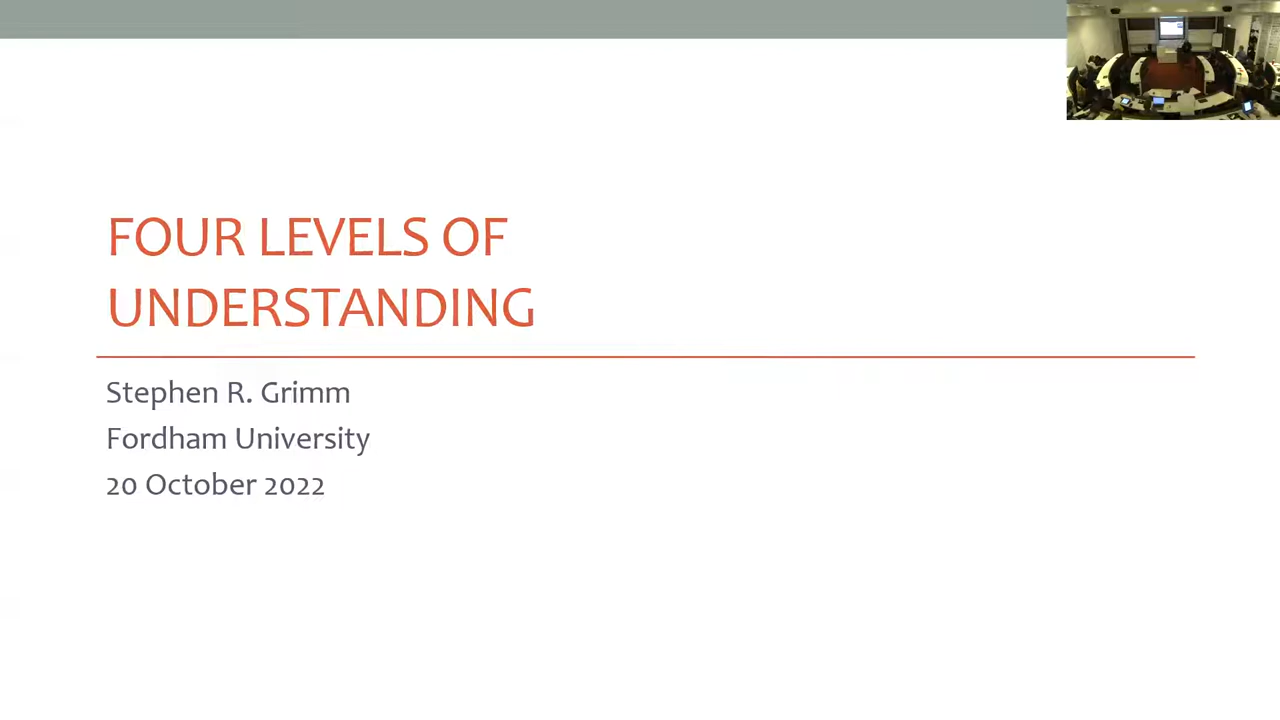 FOUR LEVELS OF
UNDERSTANDING
Stephen R. Grimm
Fordham University
20 October 2022